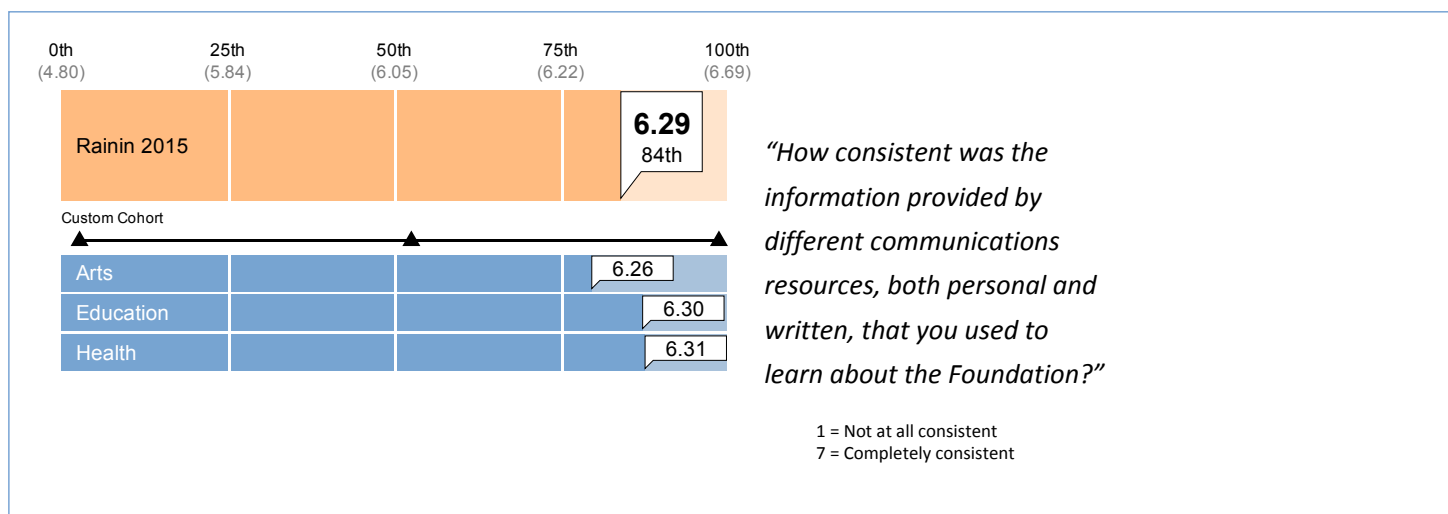 0th 25th 50th 75th 100th
(4.80) (5.84) (6.05) (6.22) (6.69)
Rainin 2015
6.29
84th
Custom Cohort
Arts 6.26
Education 6.30
Health 6.31
“How consistent was the
information provided by
different communications
resources, both personal and
written, that you used to
learn about the Foundation?”
1 = Not at all consistent
7 = Completely consistent